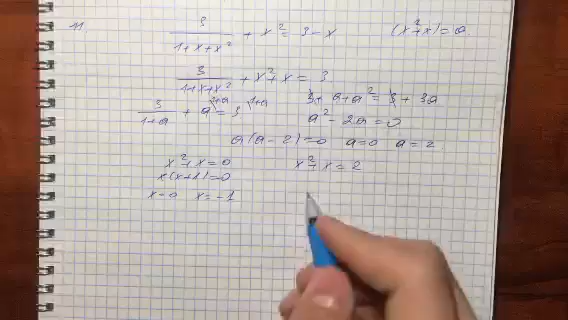 11 3/(1+x+x²) + x² = 3-x (x²+x)=a
3/(1+x+x²) + x²+x = 3
3/(1+a) + a = 3 3+a+a² = 3+3a
a²-2a=0
a(a-2)=0 a=0 a=2
x²+x=0 x²+x=2
x(x+1)=0
x=0 x=-1